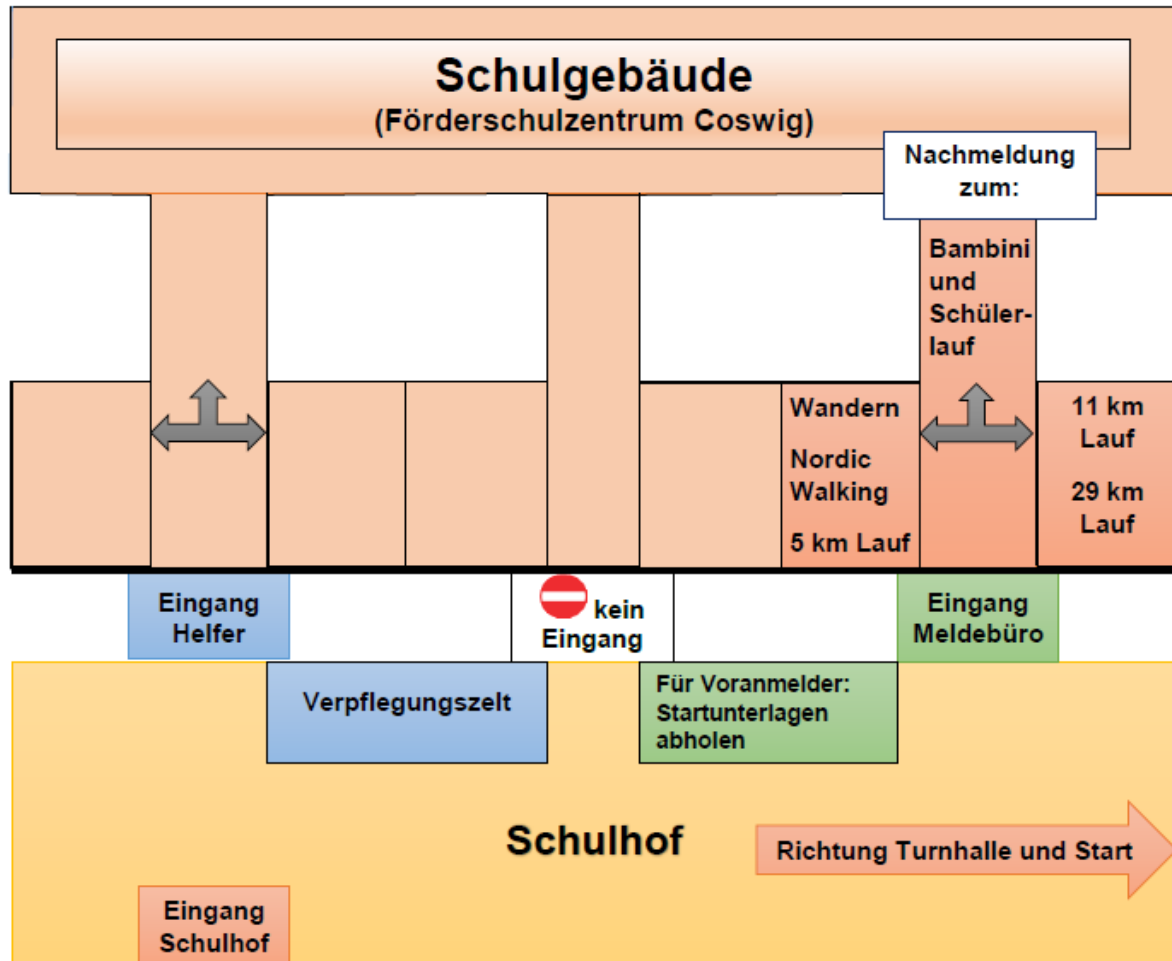 Schulgebäude
(Förderschulzentrum Coswig)
Nachmeldung
zum:
Bambini
und
Schüler-
lauf
Wandern
Nordic
Walking
5 km Lauf
11 km
Lauf
29 km
Lauf
Eingang
Helfer
kein
Eingang
Eingang
Meldebüro
Verpflegungszelt
Für Voranmelder:
Startunterlagen
abholen
Schulhof
Richtung Turnhalle und Start
Eingang
Schulhof